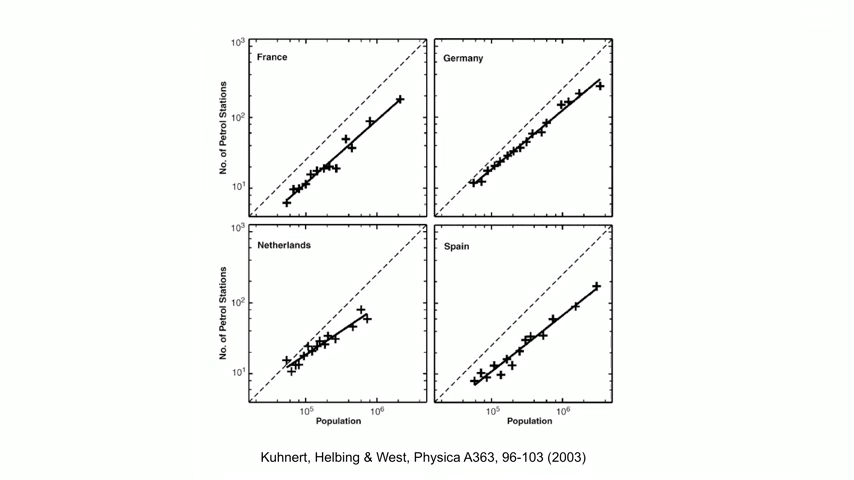 France
Germany
No. of Petrol Stations
10³
10²
10¹
Netherlands
Spain
No. of Petrol Stations
10³
10²
10¹
10⁵
10⁶
10⁵
10⁶
Population
Population
Kuhnert, Helbing & West, Physica A363, 96-103 (2003)